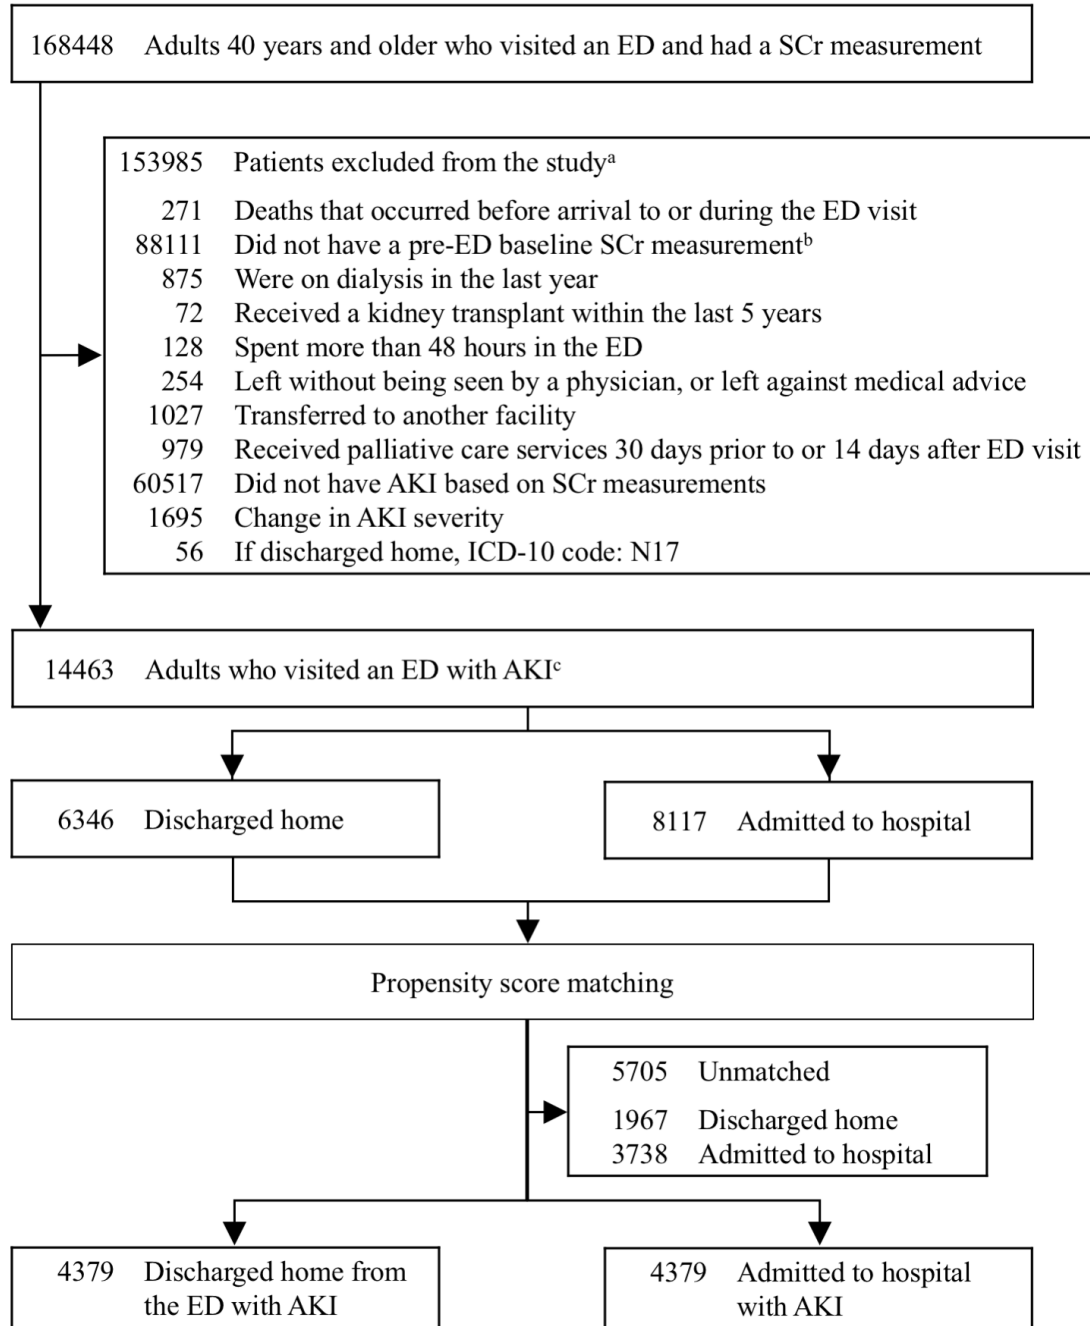 168448 Adults 40 years and older who visited an ED and had a SCr measurement
153985 Patients excluded from the studyᵃ
271 Deaths that occurred before arrival to or during the ED visit
88111 Did not have a pre-ED baseline SCr measurementᵇ
875 Were on dialysis in the last year
72 Received a kidney transplant within the last 5 years
128 Spent more than 48 hours in the ED
254 Left without being seen by a physician, or left against medical advice
1027 Transferred to another facility
979 Received palliative care services 30 days prior to or 14 days after ED visit
60517 Did not have AKI based on SCr measurements
1695 Change in AKI severity
56 If discharged home, ICD-10 code: N17
14463 Adults who visited an ED with AKIᶜ
6346 Discharged home
8117 Admitted to hospital
Propensity score matching
5705 Unmatched
1967 Discharged home
3738 Admitted to hospital
4379 Discharged home from
the ED with AKI
4379 Admitted to hospital
with AKI